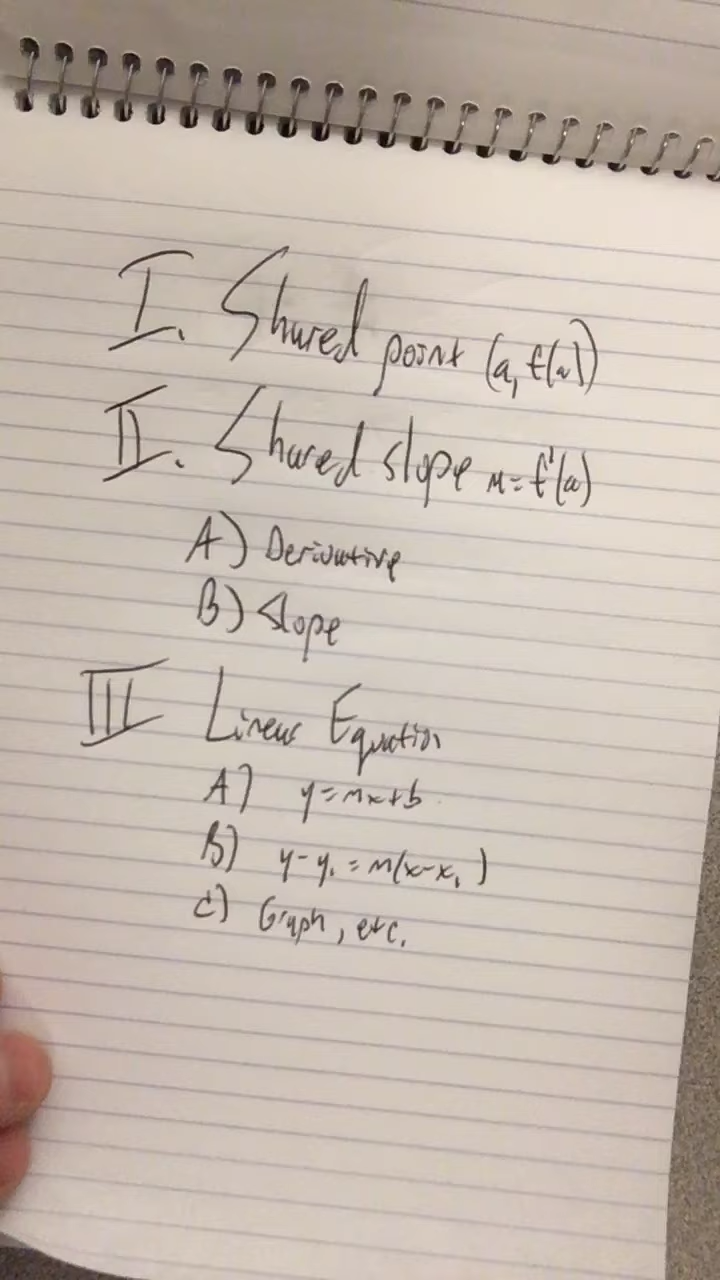 I. Shared point (a, f(a))
II. Shared slope m = f'(a)
A) Derivative
B) Slope
III Linear Equation
A) y = mx + b
B) y - y₁ = m(x - x₁)
C) Graph, etc.